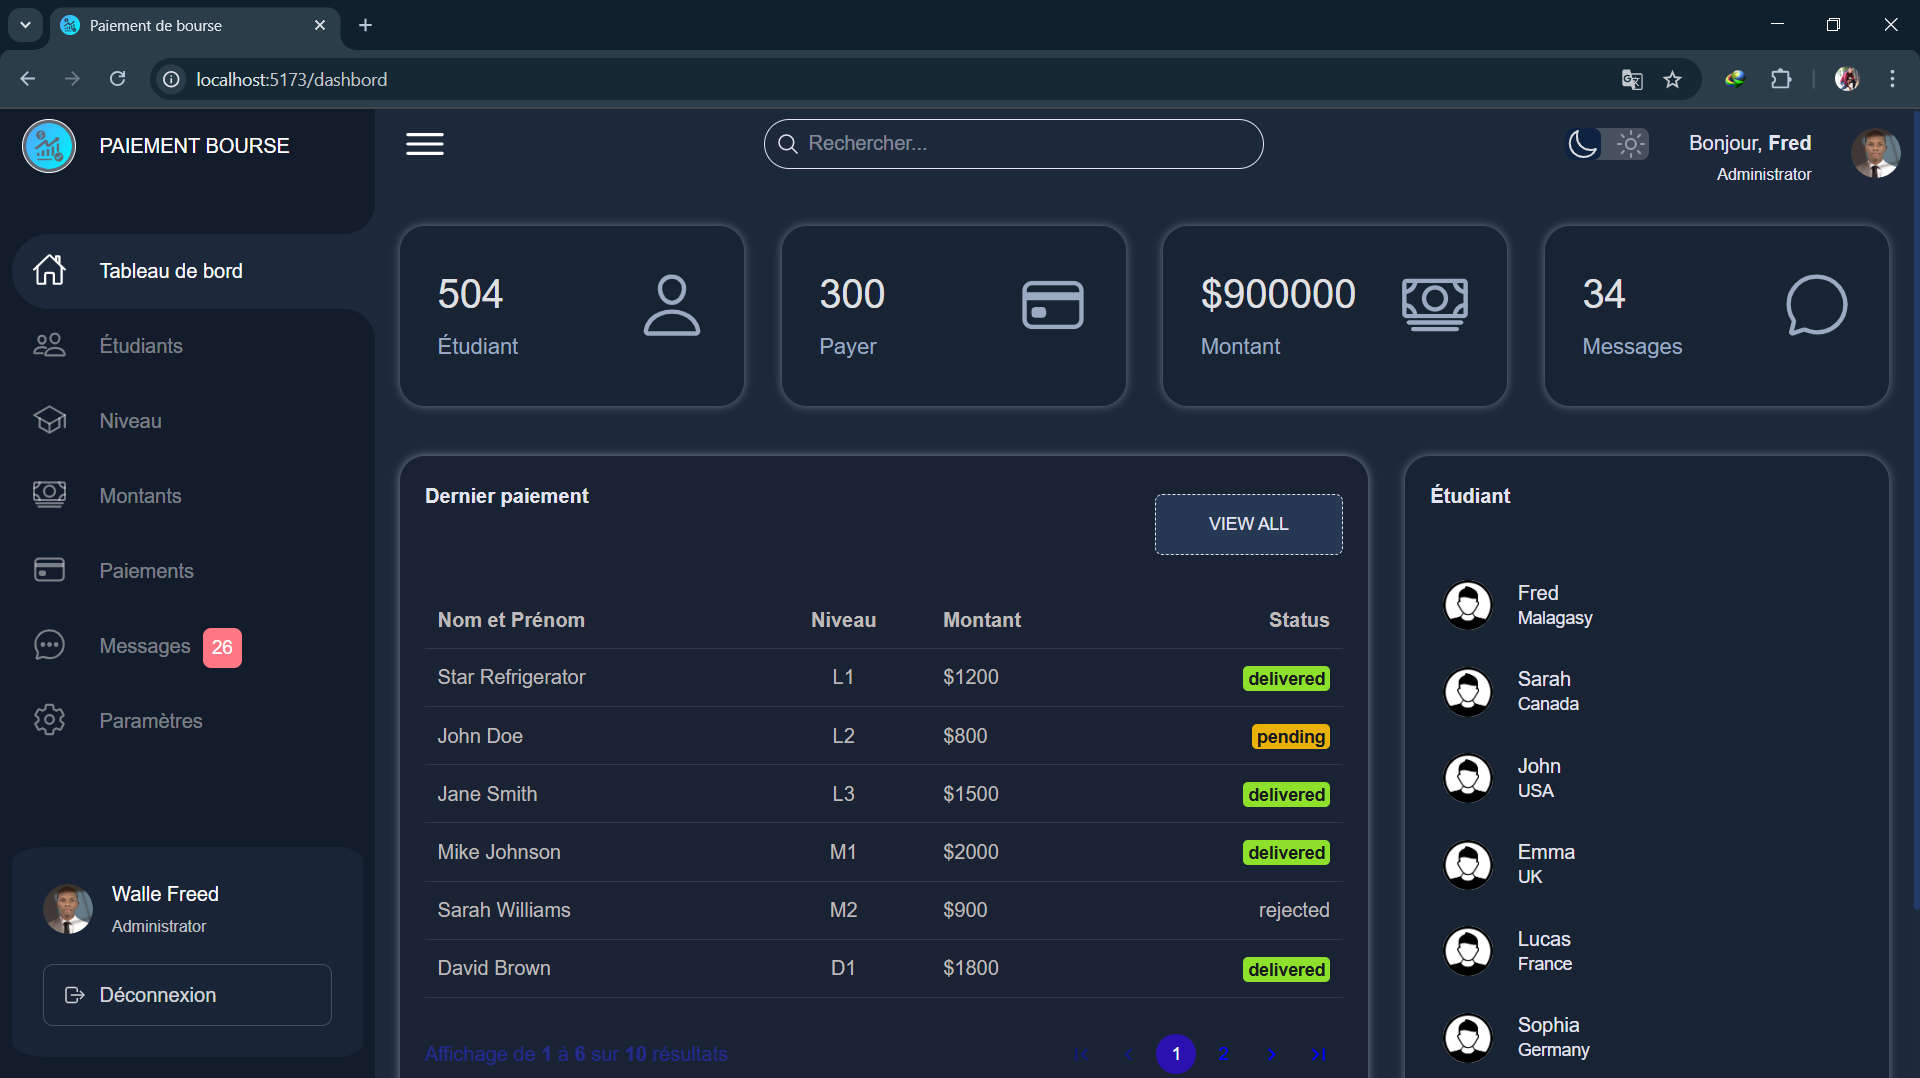 Paiement de bourse
localhost:5173/dashbord
PAIEMENT BOURSE
Rechercher...
Bonjour, Fred
Administrator
Tableau de bord
Étudiants
Niveau
Montants
Paiements
Messages 26
Paramètres
Walle Freed
Administrator
Déconnexion
504
Étudiant
300
Payer
$900000
Montant
34
Messages
Dernier paiement
VIEW ALL
Nom et Prénom Niveau Montant Status
Star Refrigerator L1 $1200 delivered
John Doe L2 $800 pending
Jane Smith L3 $1500 delivered
Mike Johnson M1 $2000 delivered
Sarah Williams M2 $900 rejected
David Brown D1 $1800 delivered
Affichage de 1 à 6 sur 10 résultats
1 2
Étudiant
Fred
Malagasy
Sarah
Canada
John
USA
Emma
UK
Lucas
France
Sophia
Germany